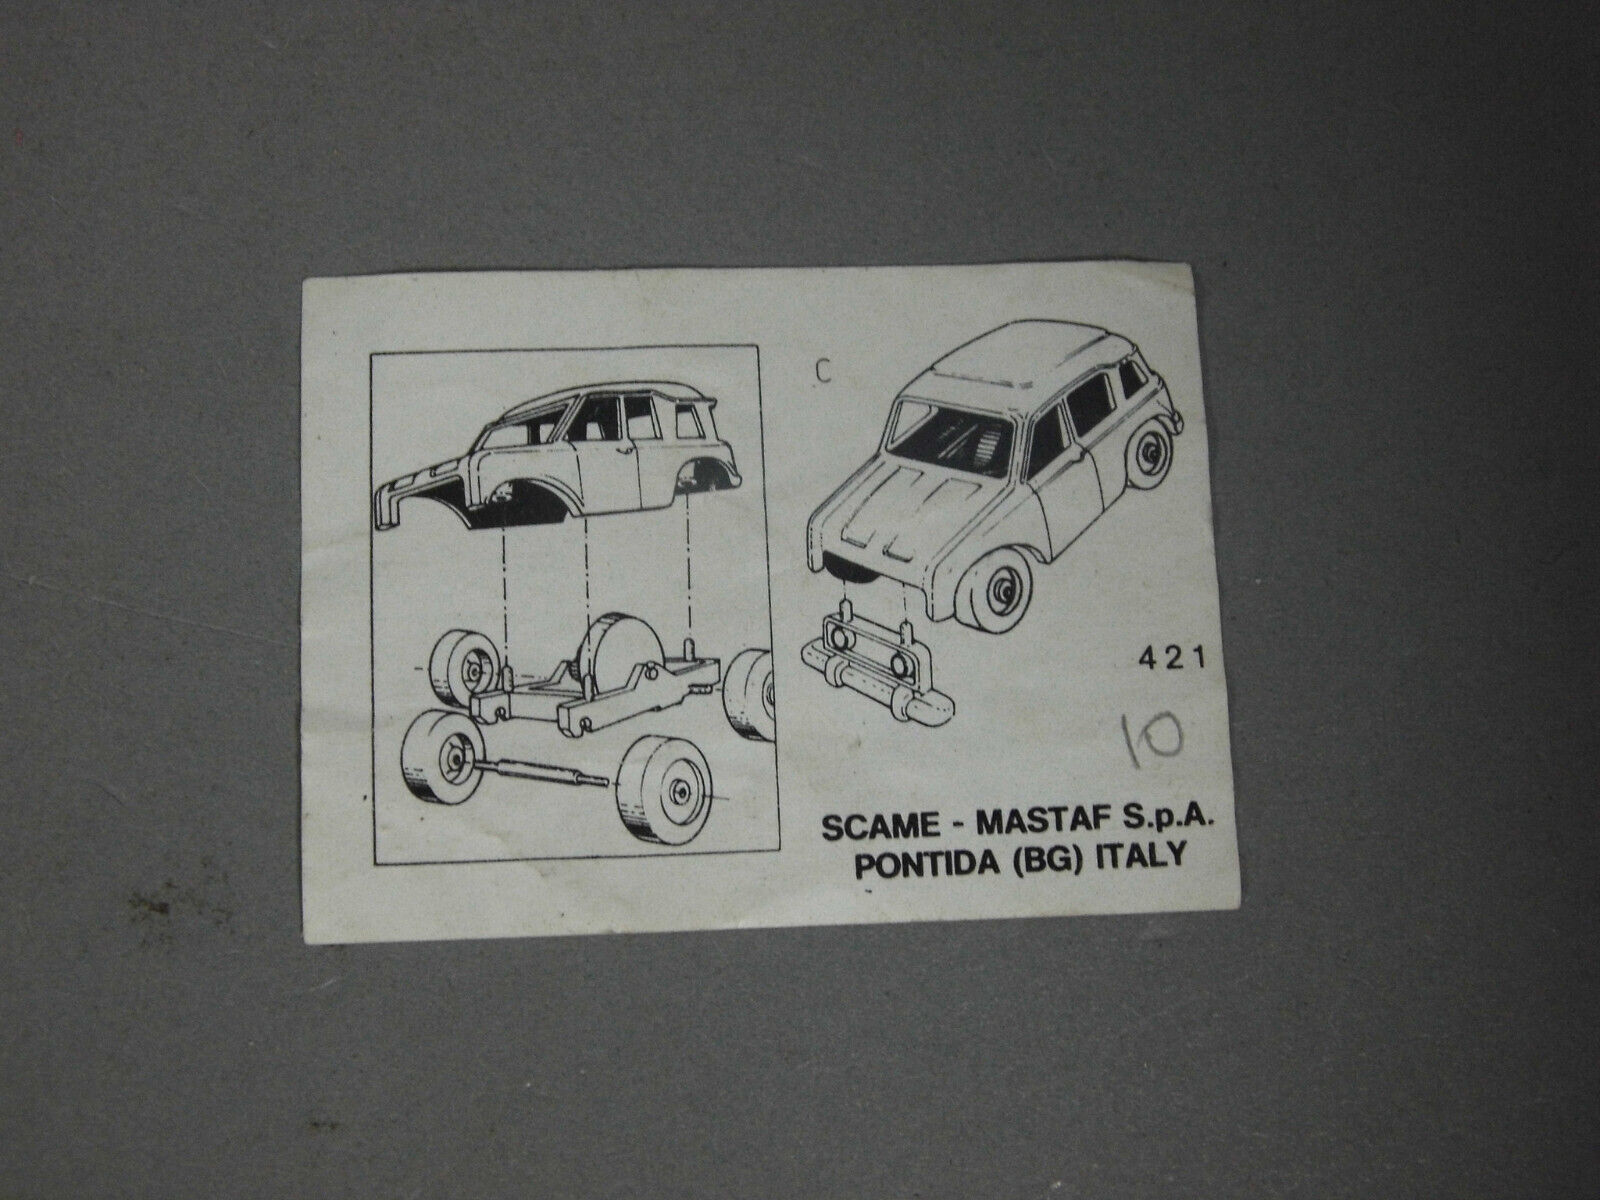 C
421
10
SCAME - MASTAF S.p.A.
PONTIDA (BG) ITALY